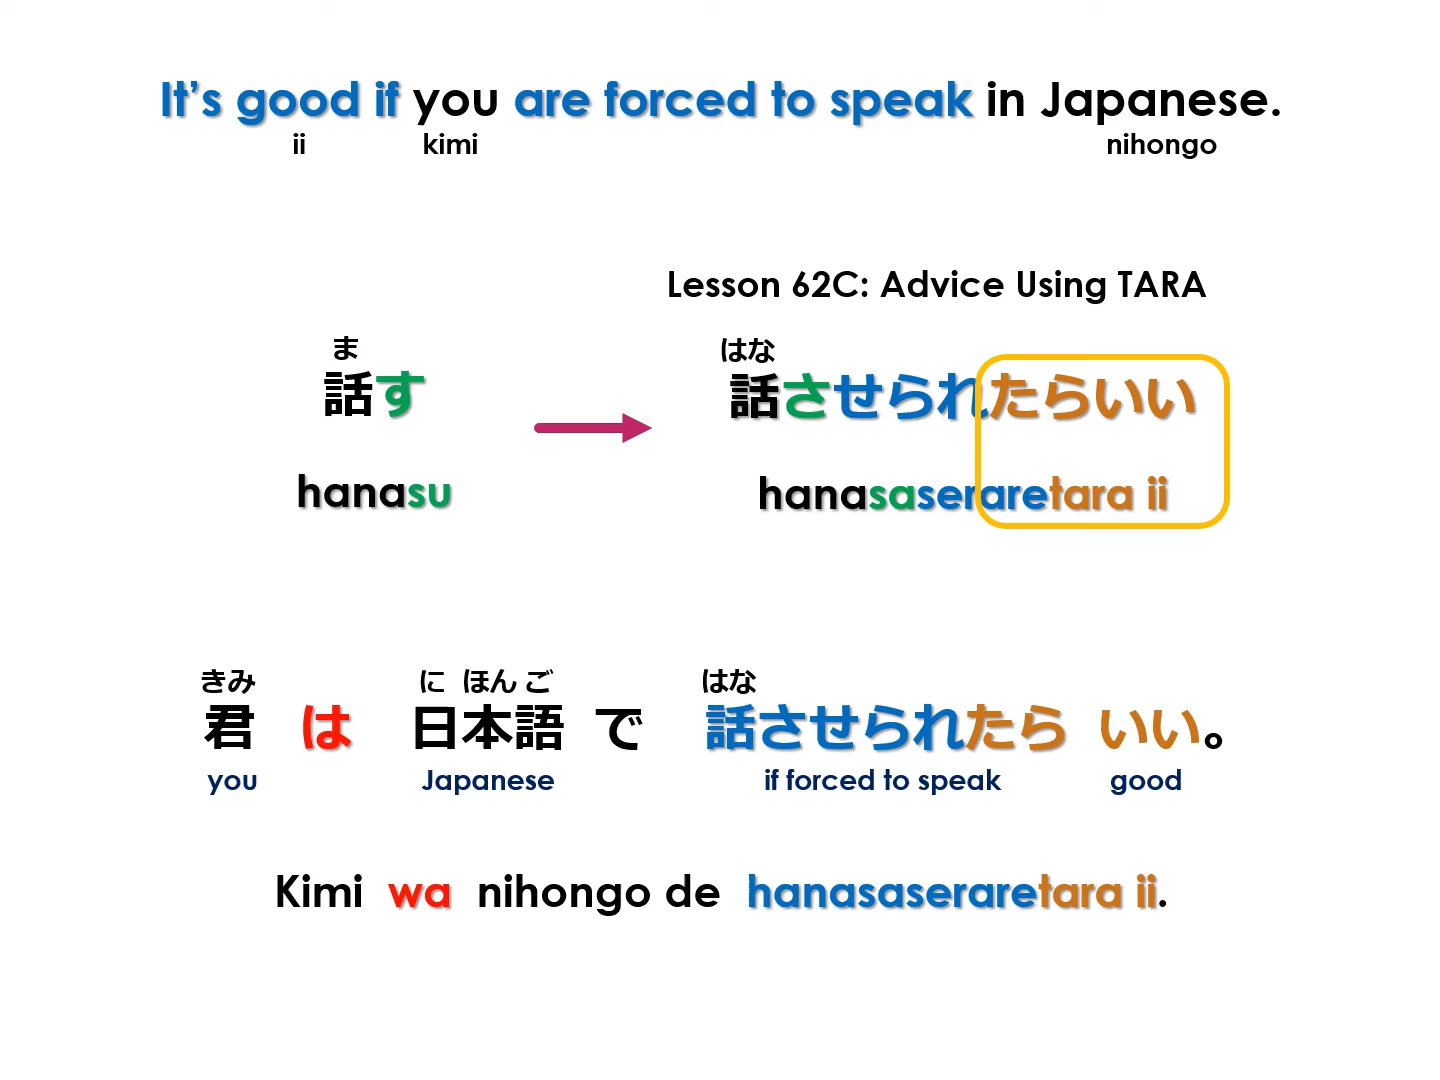 It's good if you are forced to speak in Japanese.
ii kimi nihongo
Lesson 62C: Advice Using TARA
ま はな
話す 話させられたらいい
hanasu hanasaseraretara ii
きみ に ほん ご はな
君 は 日本語 で 話させられたら いい。
you Japanese if forced to speak good
Kimi wa nihongo de hanasaseraretara ii.